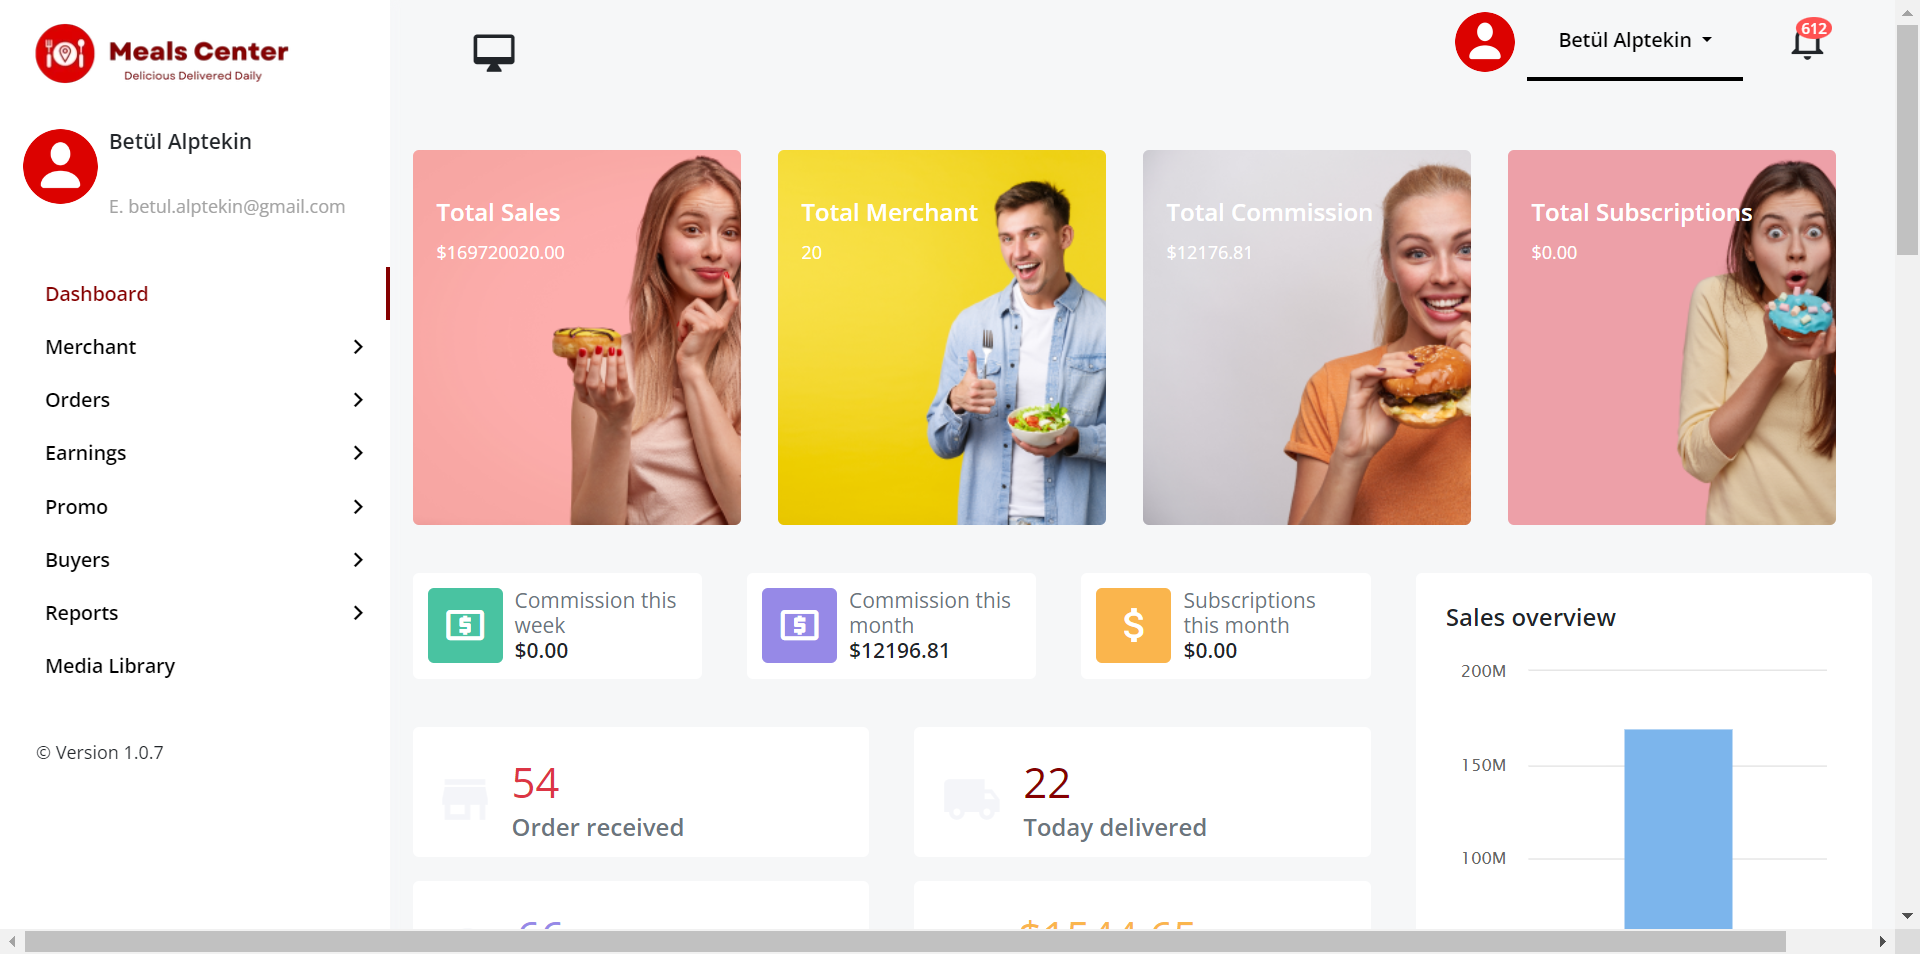 Meals Center
Delicious Delivered Daily
Betül Alptekin
E. betul.alptekin@gmail.com
Dashboard
Merchant
Orders
Earnings
Promo
Buyers
Reports
Media Library
© Version 1.0.7
Betül Alptekin
612
Total Sales
$169720020.00
Total Merchant
20
Total Commission
$12176.81
Total Subscriptions
$0.00
Commission this
week
$0.00
Commission this
month
$12196.81
Subscriptions
this month
$0.00
Sales overview
200M
150M
100M
54
Order received
22
Today delivered